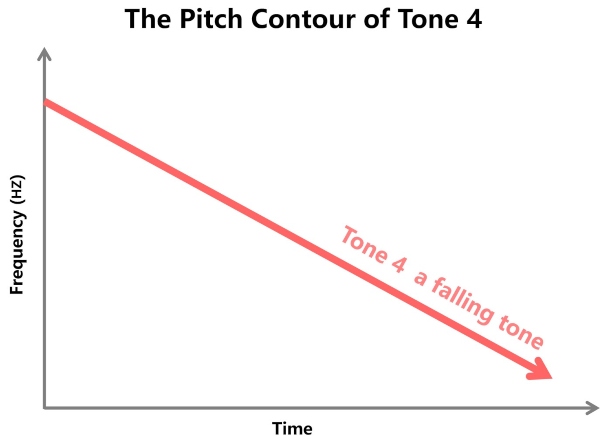 The Pitch Contour of Tone 4
Frequency (HZ)
Tone 4 a falling tone
Time